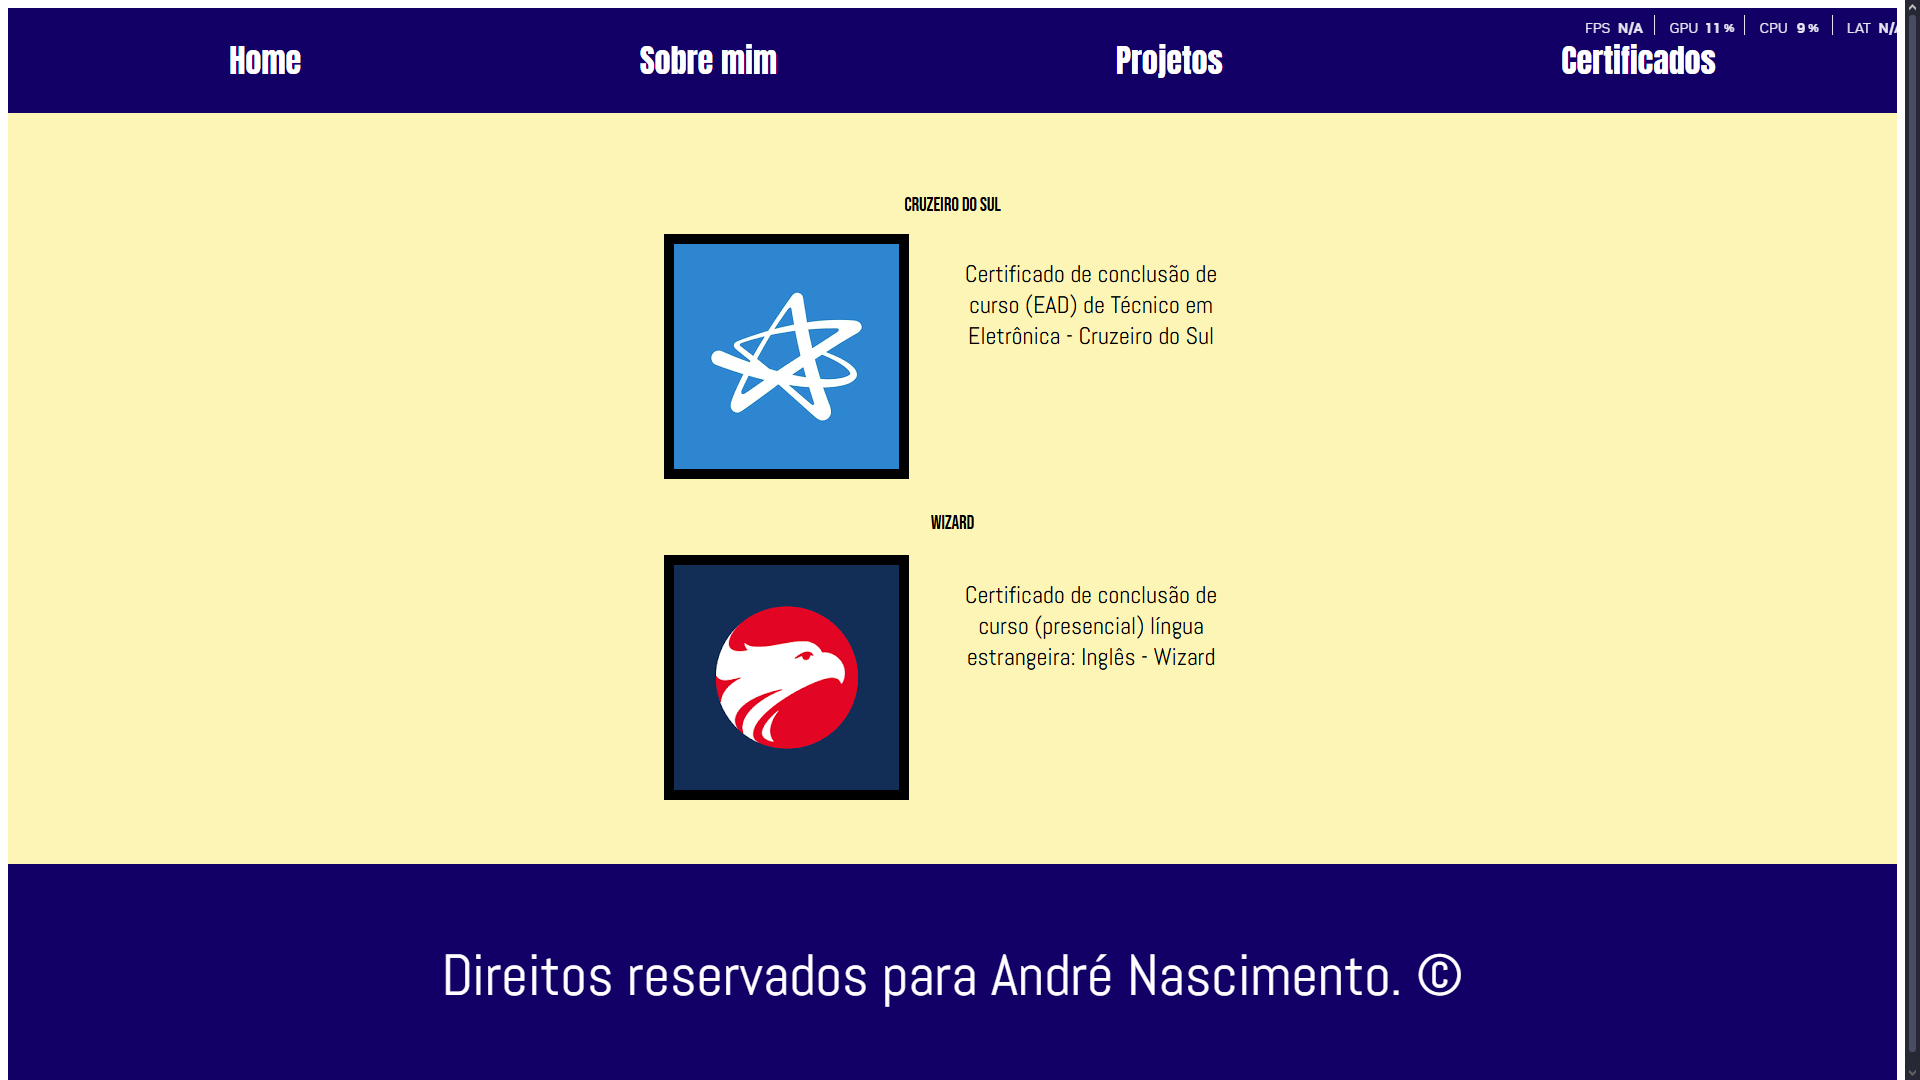 FPS N/A GPU 11% CPU 9% LAT N/
Home Sobre mim Projetos Certificados
CRUZEIRO DO SUL
Certificado de conclusão de
curso (EAD) de Técnico em
Eletrônica - Cruzeiro do Sul
WIZARD
Certificado de conclusão de
curso (presencial) língua
estrangeira: Inglês - Wizard
Direitos reservados para André Nascimento. ©